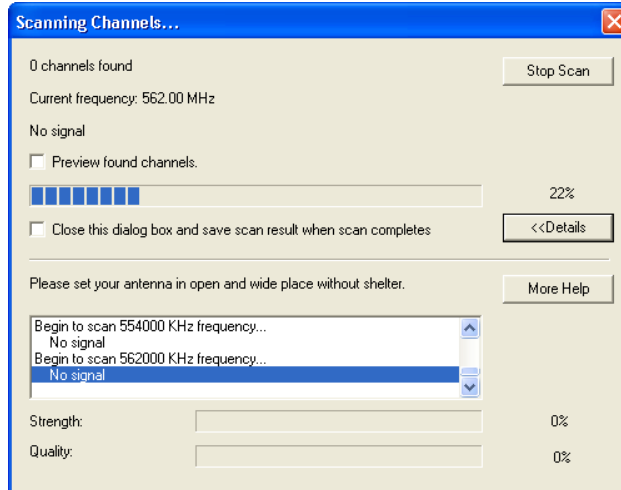 Scanning Channels...
0 channels found
Stop Scan
Current frequency: 562.00 MHz
No signal
Preview found channels.
22%
Close this dialog box and save scan result when scan completes
<<Details
Please set your antenna in open and wide place without shelter.
More Help
Begin to scan 554000 KHz frequency...
No signal
Begin to scan 562000 KHz frequency...
No signal
Strength:
0%
Quality:
0%